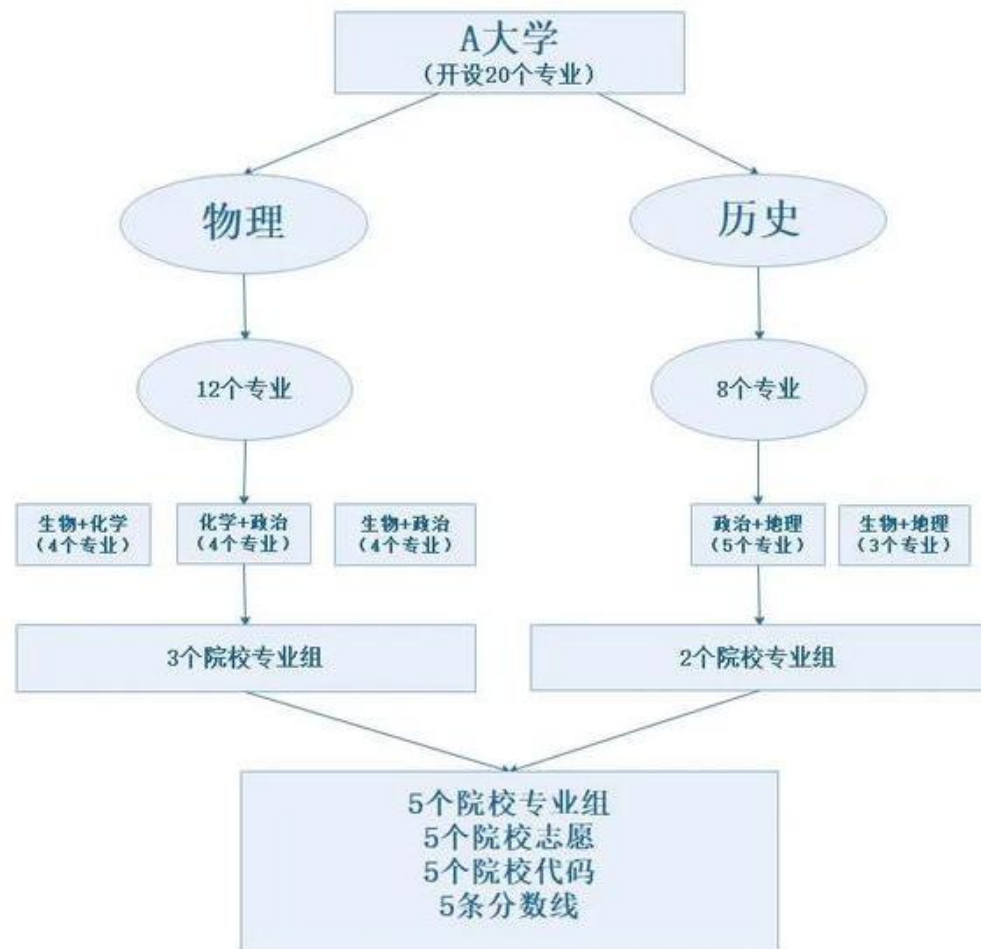 A大学
（开设20个专业）
物理
历史
12个专业
8个专业
生物+化学
（4个专业）
化学+政治
（4个专业）
生物+政治
（4个专业）
政治+地理
（5个专业）
生物+地理
（3个专业）
3个院校专业组
2个院校专业组
5个院校专业组
5个院校志愿
5个院校代码
5条分数线